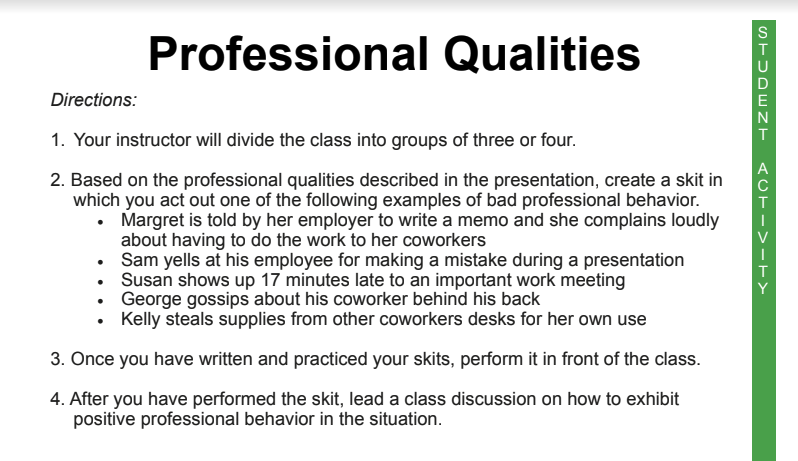 Professional Qualities
Directions:
1. Your instructor will divide the class into groups of three or four.
2. Based on the professional qualities described in the presentation, create a skit in
which you act out one of the following examples of bad professional behavior.
• Margret is told by her employer to write a memo and she complains loudly
about having to do the work to her coworkers
• Sam yells at his employee for making a mistake during a presentation
• Susan shows up 17 minutes late to an important work meeting
• George gossips about his coworker behind his back
• Kelly steals supplies from other coworkers desks for her own use
3. Once you have written and practiced your skits, perform it in front of the class.
4. After you have performed the skit, lead a class discussion on how to exhibit
positive professional behavior in the situation.
STUDENT ACTIVITY